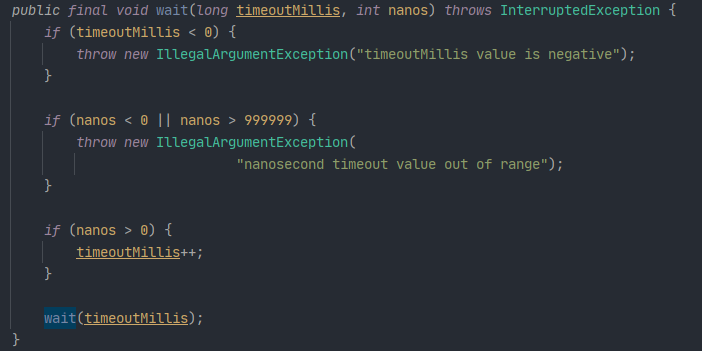 public final void wait(long timeoutMillis, int nanos) throws InterruptedException {
    if (timeoutMillis < 0) {
        throw new IllegalArgumentException("timeoutMillis value is negative");
    }

    if (nanos < 0 || nanos > 999999) {
        throw new IllegalArgumentException(
                            "nanosecond timeout value out of range");
    }

    if (nanos > 0) {
        timeoutMillis++;
    }

    wait(timeoutMillis);
}